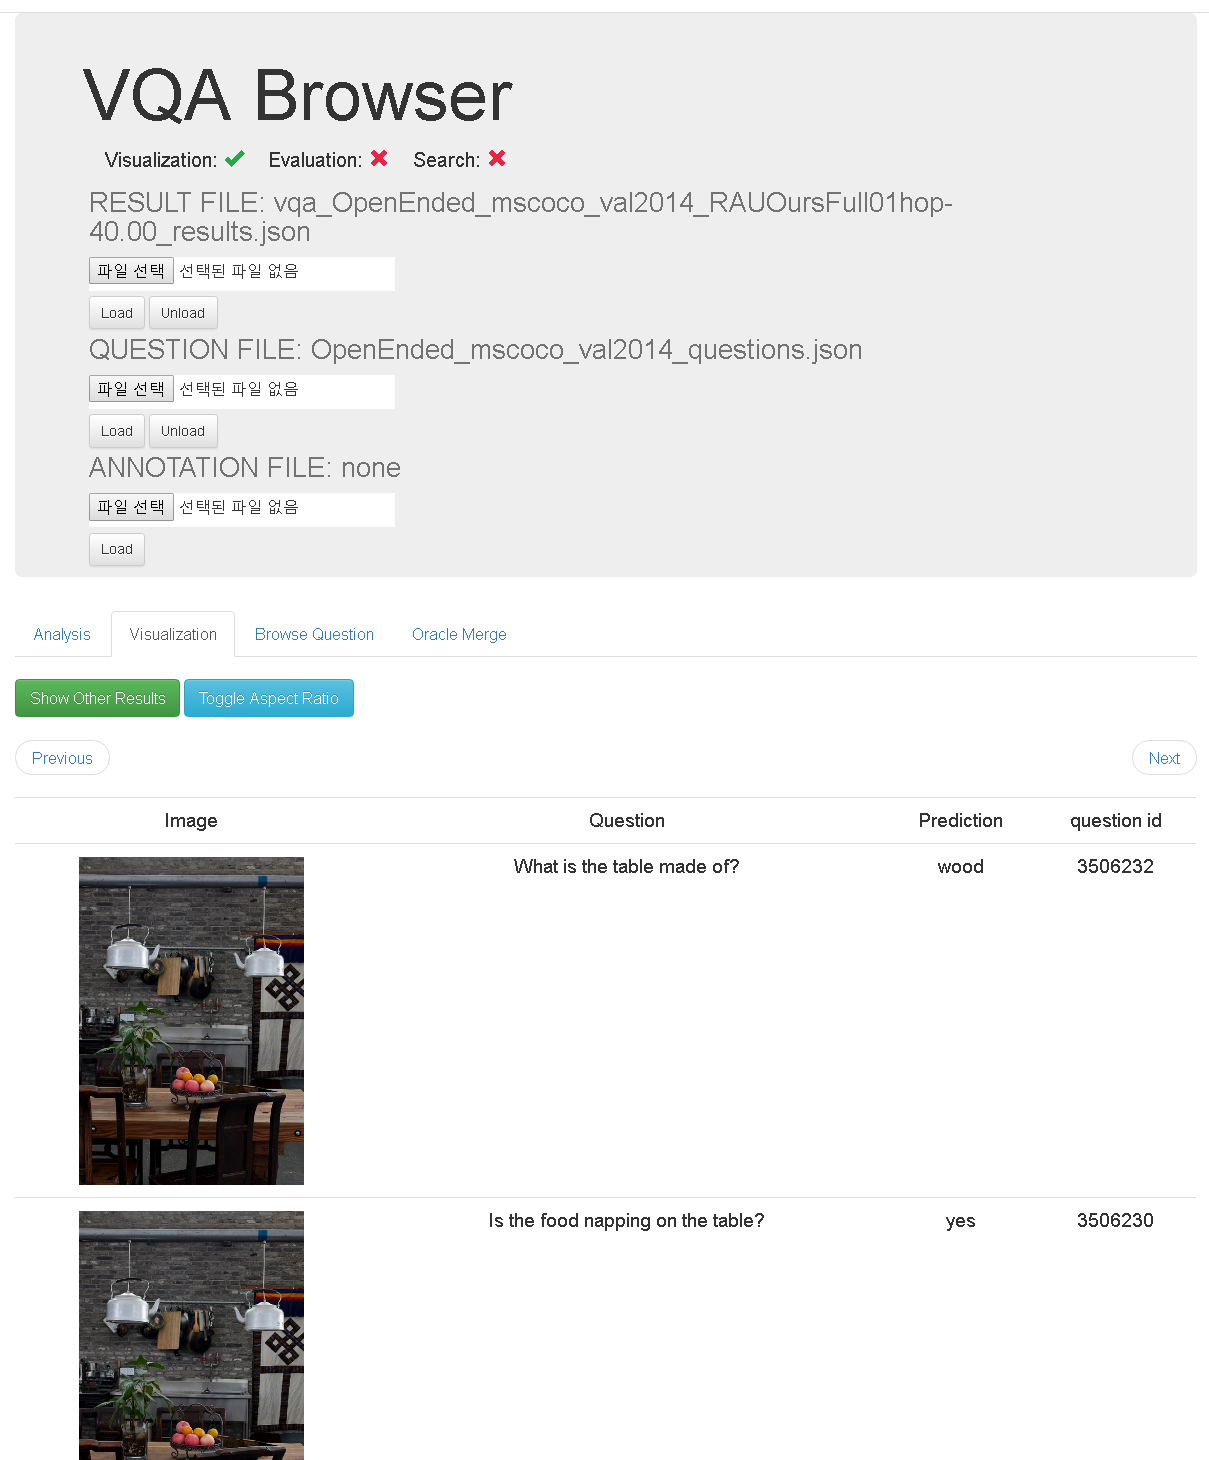 VQA Browser
Visualization: Evaluation: Search:
RESULT FILE: vqa_OpenEnded_mscoco_val2014_RAUOursFull01hop-
40.00_results.json
파일 선택 선택된 파일 없음
Load Unload
QUESTION FILE: OpenEnded_mscoco_val2014_questions.json
파일 선택 선택된 파일 없음
Load Unload
ANNOTATION FILE: none
파일 선택 선택된 파일 없음
Load
Analysis Visualization Browse Question Oracle Merge
Show Other Results Toggle Aspect Ratio
Previous Next
Image Question Prediction question id
What is the table made of? wood 3506232
Is the food napping on the table? yes 3506230